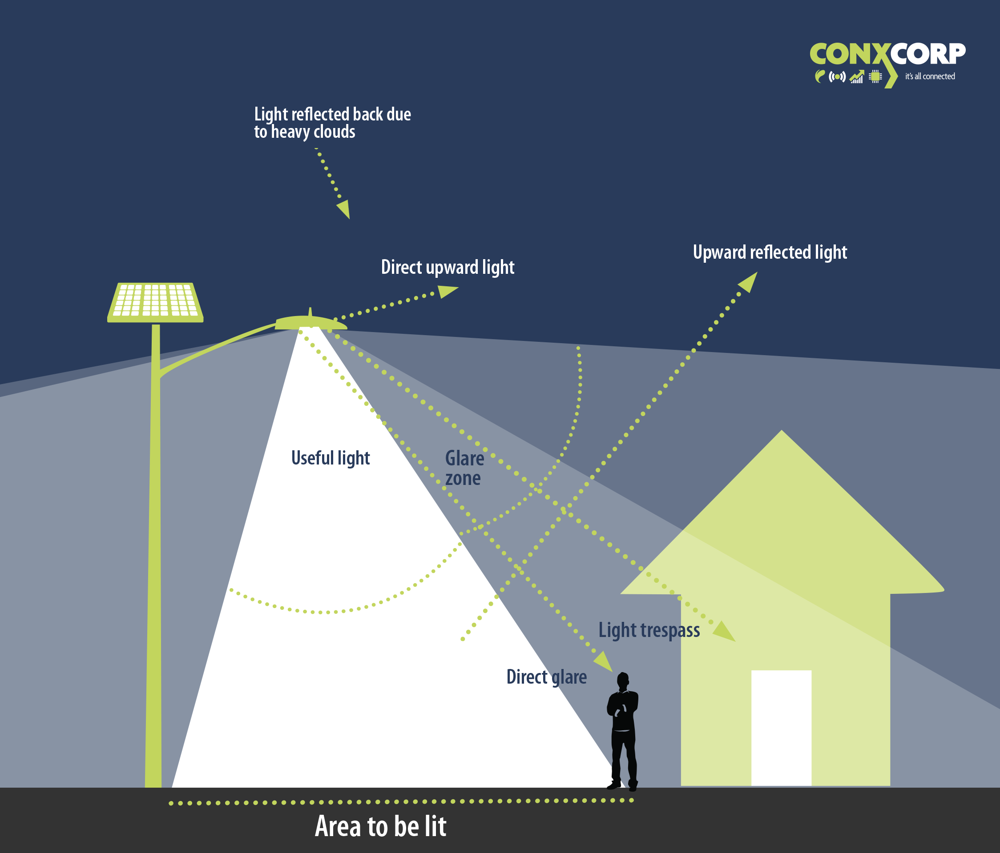 CONXCORP
it's all connected
Light reflected back due
to heavy clouds
Upward reflected light
Direct upward light
Useful light
Glare
zone
Light trespass
Direct glare
Area to be lit